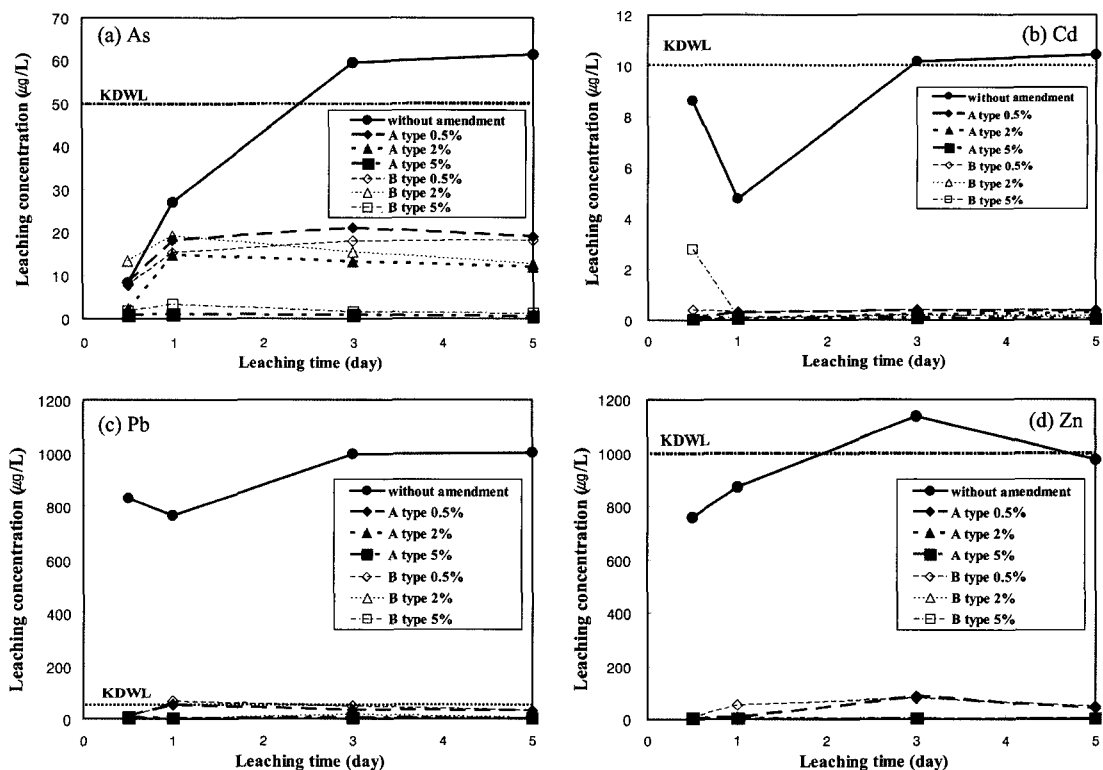 (a) As
Leaching concentration (㎍/L)
70
60
50
40
30
20
10
0
KDWL
without amendment
A type 0.5%
A type 2%
A type 5%
B type 0.5%
B type 2%
B type 5%
0
1
2
3
4
5
Leaching time (day)
(b) Cd
Leaching concentration (㎍/L)
12
10
8
6
4
2
0
KDWL
without amendment
A type 0.5%
A type 2%
A type 5%
B type 0.5%
B type 2%
B type 5%
0
1
2
3
4
5
Leaching time (day)
(c) Pb
Leaching concentration (㎍/L)
1200
1000
800
600
400
200
0
KDWL
without amendment
A type 0.5%
A type 2%
A type 5%
B type 0.5%
B type 2%
B type 5%
0
1
2
3
4
5
Leaching time (day)
(d) Zn
Leaching concentration (㎍/L)
1200
1000
800
600
400
200
0
KDWL
without amendment
A type 0.5%
A type 2%
A type 5%
B type 0.5%
B type 2%
B type 5%
0
1
2
3
4
5
Leaching time (day)